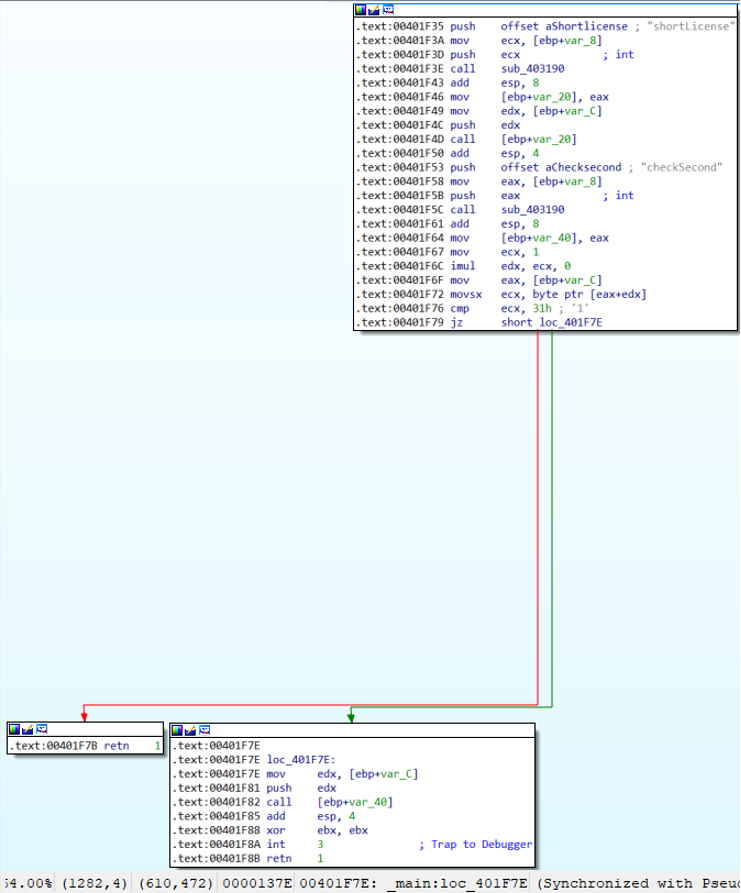 .text:00401F35 push offset aShortlicense ; "shortLicense"
.text:00401F3A mov ecx, [ebp+var_8]
.text:00401F3D push ecx ; int
.text:00401F3E call sub_403190
.text:00401F43 add esp, 8
.text:00401F46 mov [ebp+var_20], eax
.text:00401F49 mov edx, [ebp+var_C]
.text:00401F4C push edx
.text:00401F4D call [ebp+var_20]
.text:00401F50 add esp, 4
.text:00401F53 push offset aChecksecond ; "checkSecond"
.text:00401F58 mov eax, [ebp+var_8]
.text:00401F5B push eax ; int
.text:00401F5C call sub_403190
.text:00401F61 add esp, 8
.text:00401F64 mov [ebp+var_40], eax
.text:00401F67 mov ecx, 1
.text:00401F6C imul edx, ecx, 0
.text:00401F6F mov eax, [ebp+var_C]
.text:00401F72 movsx ecx, byte ptr [eax+edx]
.text:00401F76 cmp ecx, 31h ; '1'
.text:00401F79 jz short loc_401F7E
.text:00401F7B retn 1
.text:00401F7E
.text:00401F7E loc_401F7E:
.text:00401F7E mov edx, [ebp+var_C]
.text:00401F81 push edx
.text:00401F82 call [ebp+var_40]
.text:00401F85 add esp, 4
.text:00401F88 xor ebx, ebx
.text:00401F8A int 3 ; Trap to Debugger
.text:00401F8B retn 1
54.00% (1282,4) (610,472) 0000137E 00401F7E: _main:loc_401F7E (Synchronized with Pseud